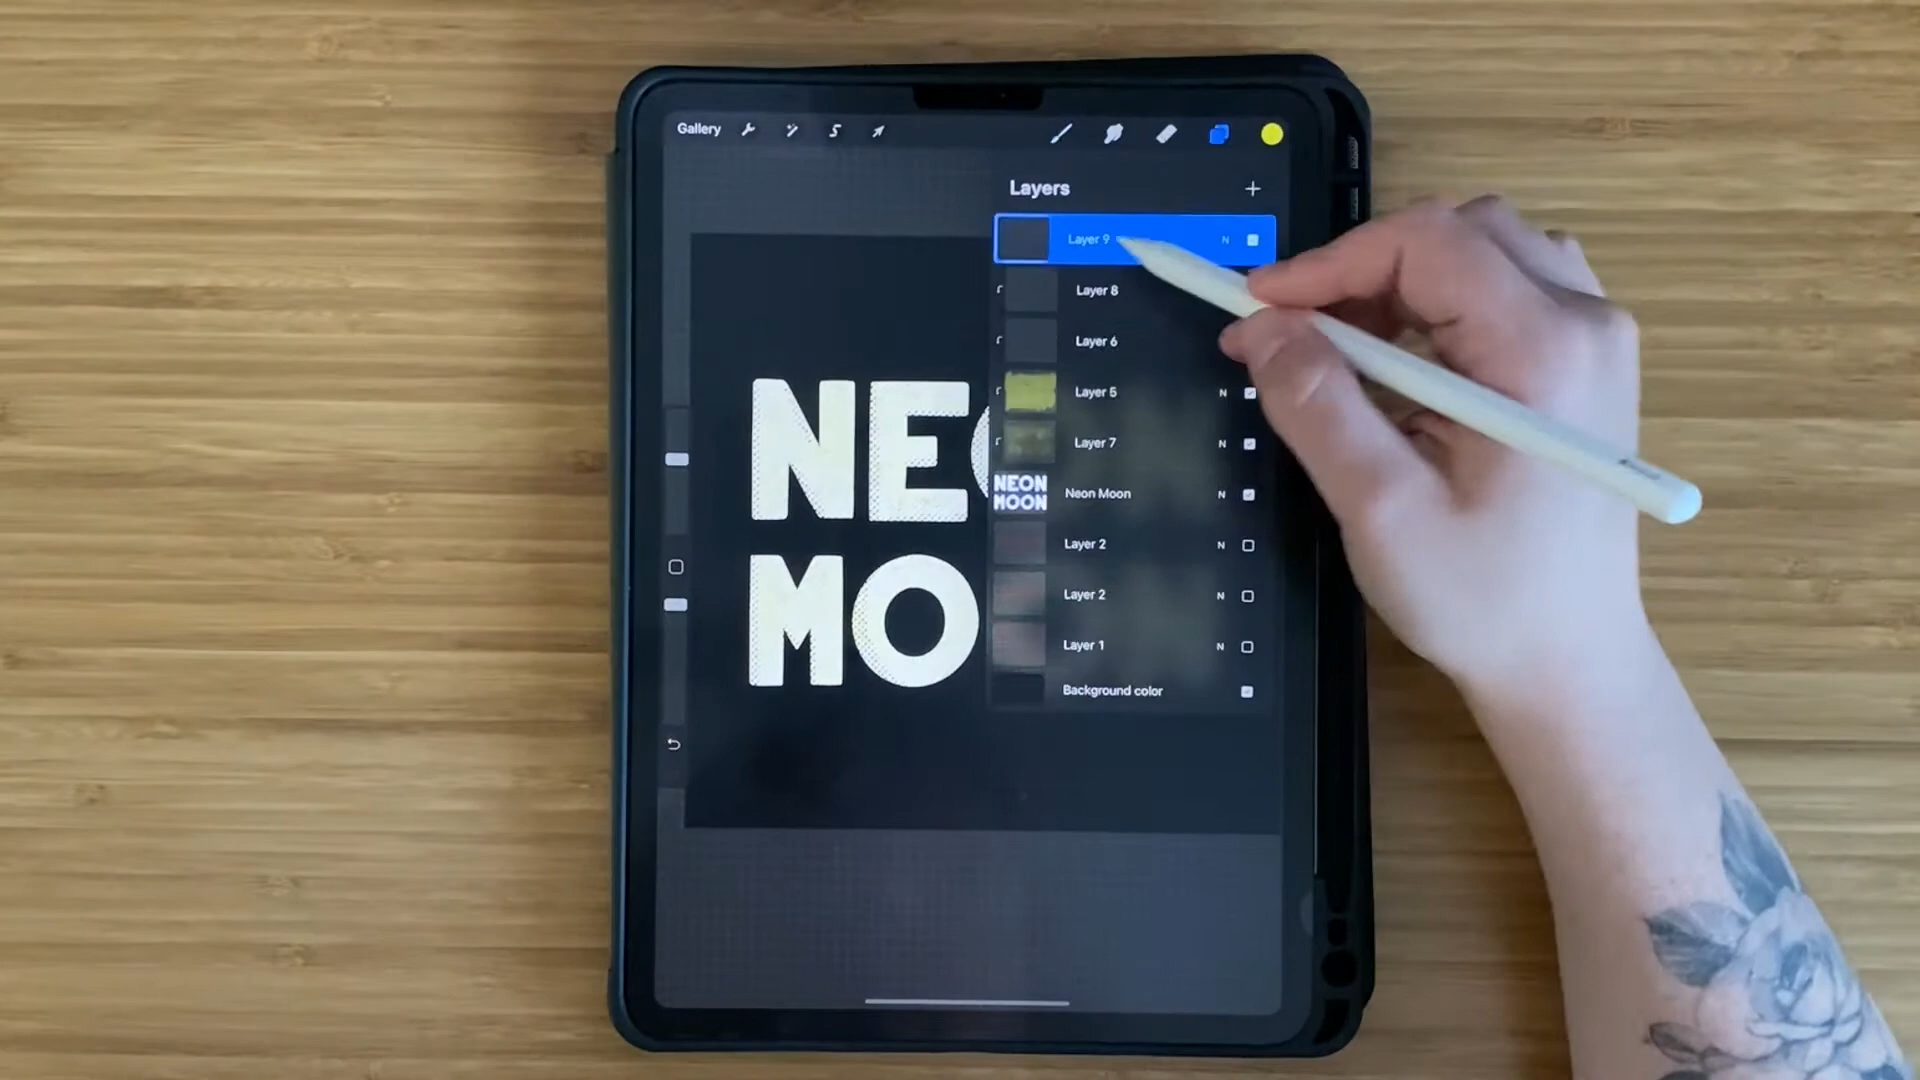 Gallery
Layers
Layer 9 N
Layer 8
Layer 6
Layer 5 N
Layer 7 N
NEON
MOON
Neon Moon N
Layer 2 N
Layer 2 N
Layer 1 N
Background color
NEO
MO